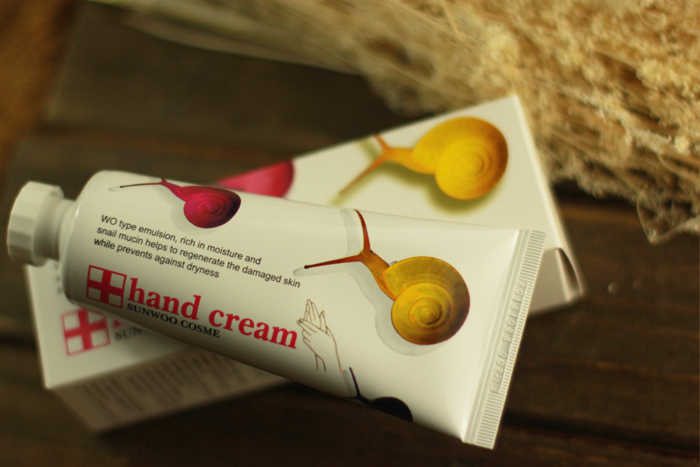 WO type emulsion, rich in moisture and
snail mucin helps to regenerate the damaged skin
while prevents against dryness
hand cream
SUNWOO COSME